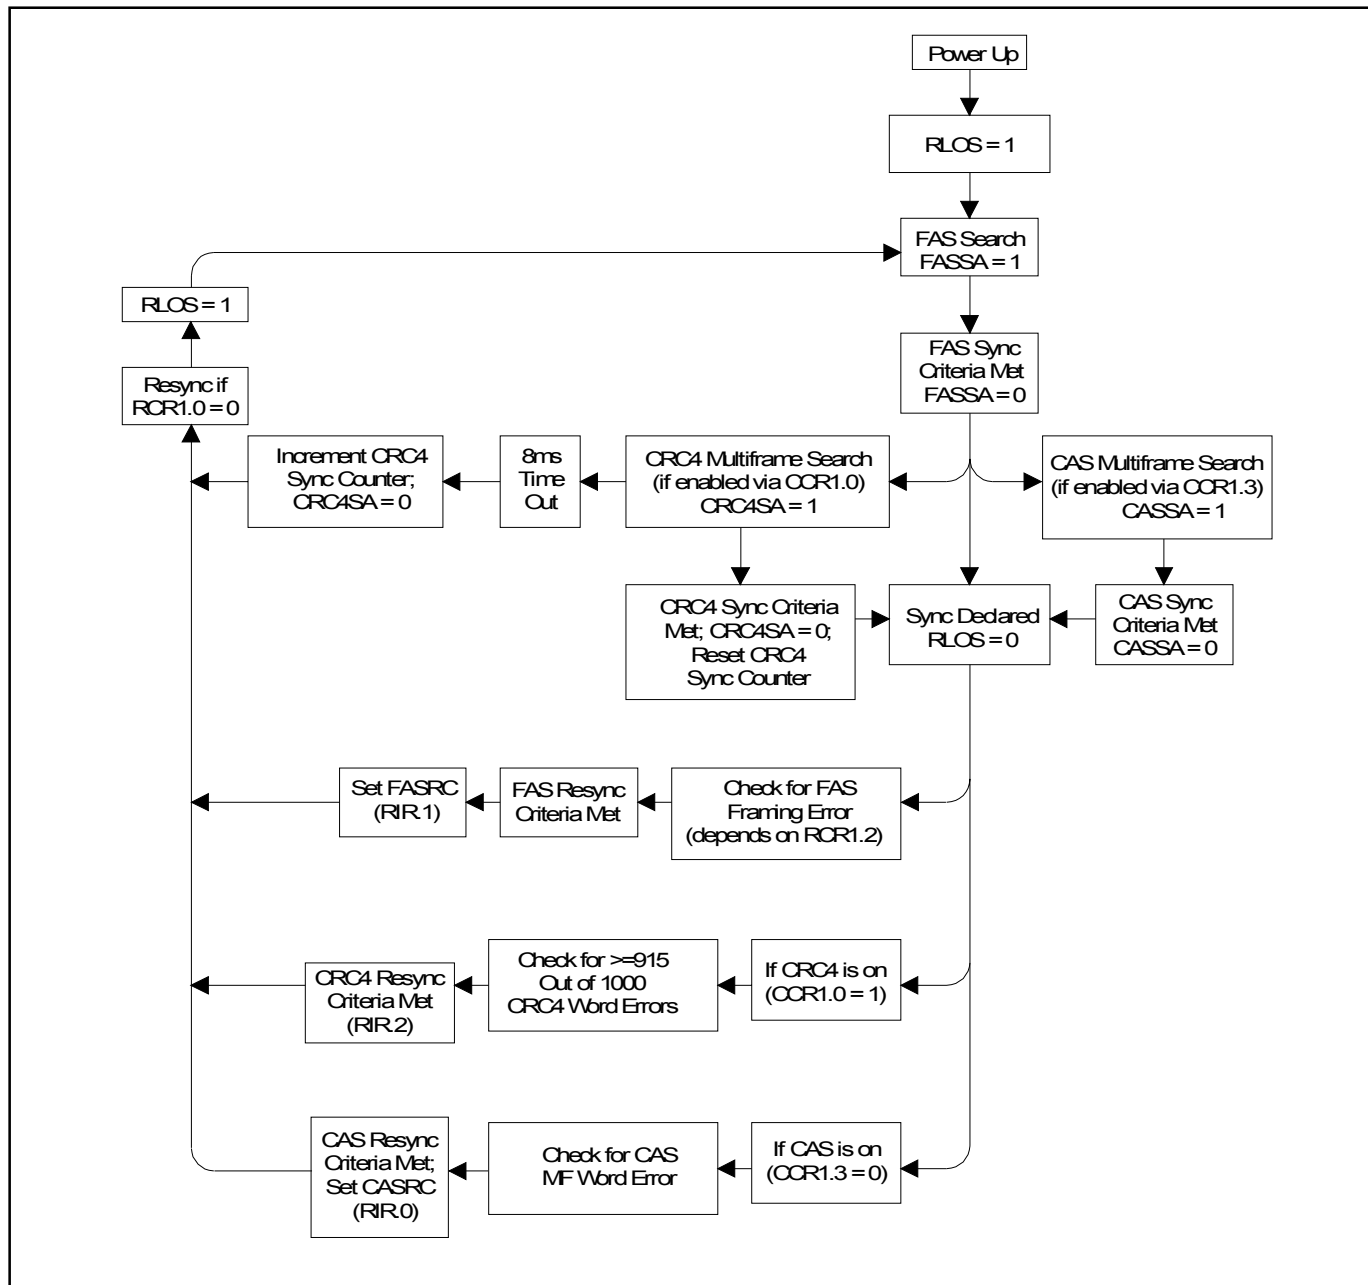 Power Up
RLOS = 1
FAS Search
FASSA = 1
RLOS = 1
FAS Sync
Criteria Met
FASSA = 0
Resync if
RCR1.0 = 0
Increment CRC4
Sync Counter;
CRC4SA = 0
8ms
Time
Out
CRC4 Multiframe Search
(if enabled via CCR1.0)
CRC4SA = 1
CAS Multiframe Search
(if enabled via CCR1.3)
CASSA = 1
CRC4 Sync Criteria
Met; CRC4SA = 0;
Reset CRC4
Sync Counter
Sync Declared
RLOS = 0
CAS Sync
Criteria Met
CASSA = 0
Set FASRC
(RIR.1)
FAS Resync
Criteria Met
Check for FAS
Framing Error
(depends on RCR1.2)
CRC4 Resync
Criteria Met
(RIR.2)
Check for >=915
Out of 1000
CRC4 Word Errors
If CRC4 is on
(CCR1.0 = 1)
CAS Resync
Criteria Met;
Set CASRC
(RIR.0)
Check for CAS
MF Word Error
If CAS is on
(CCR1.3 = 0)